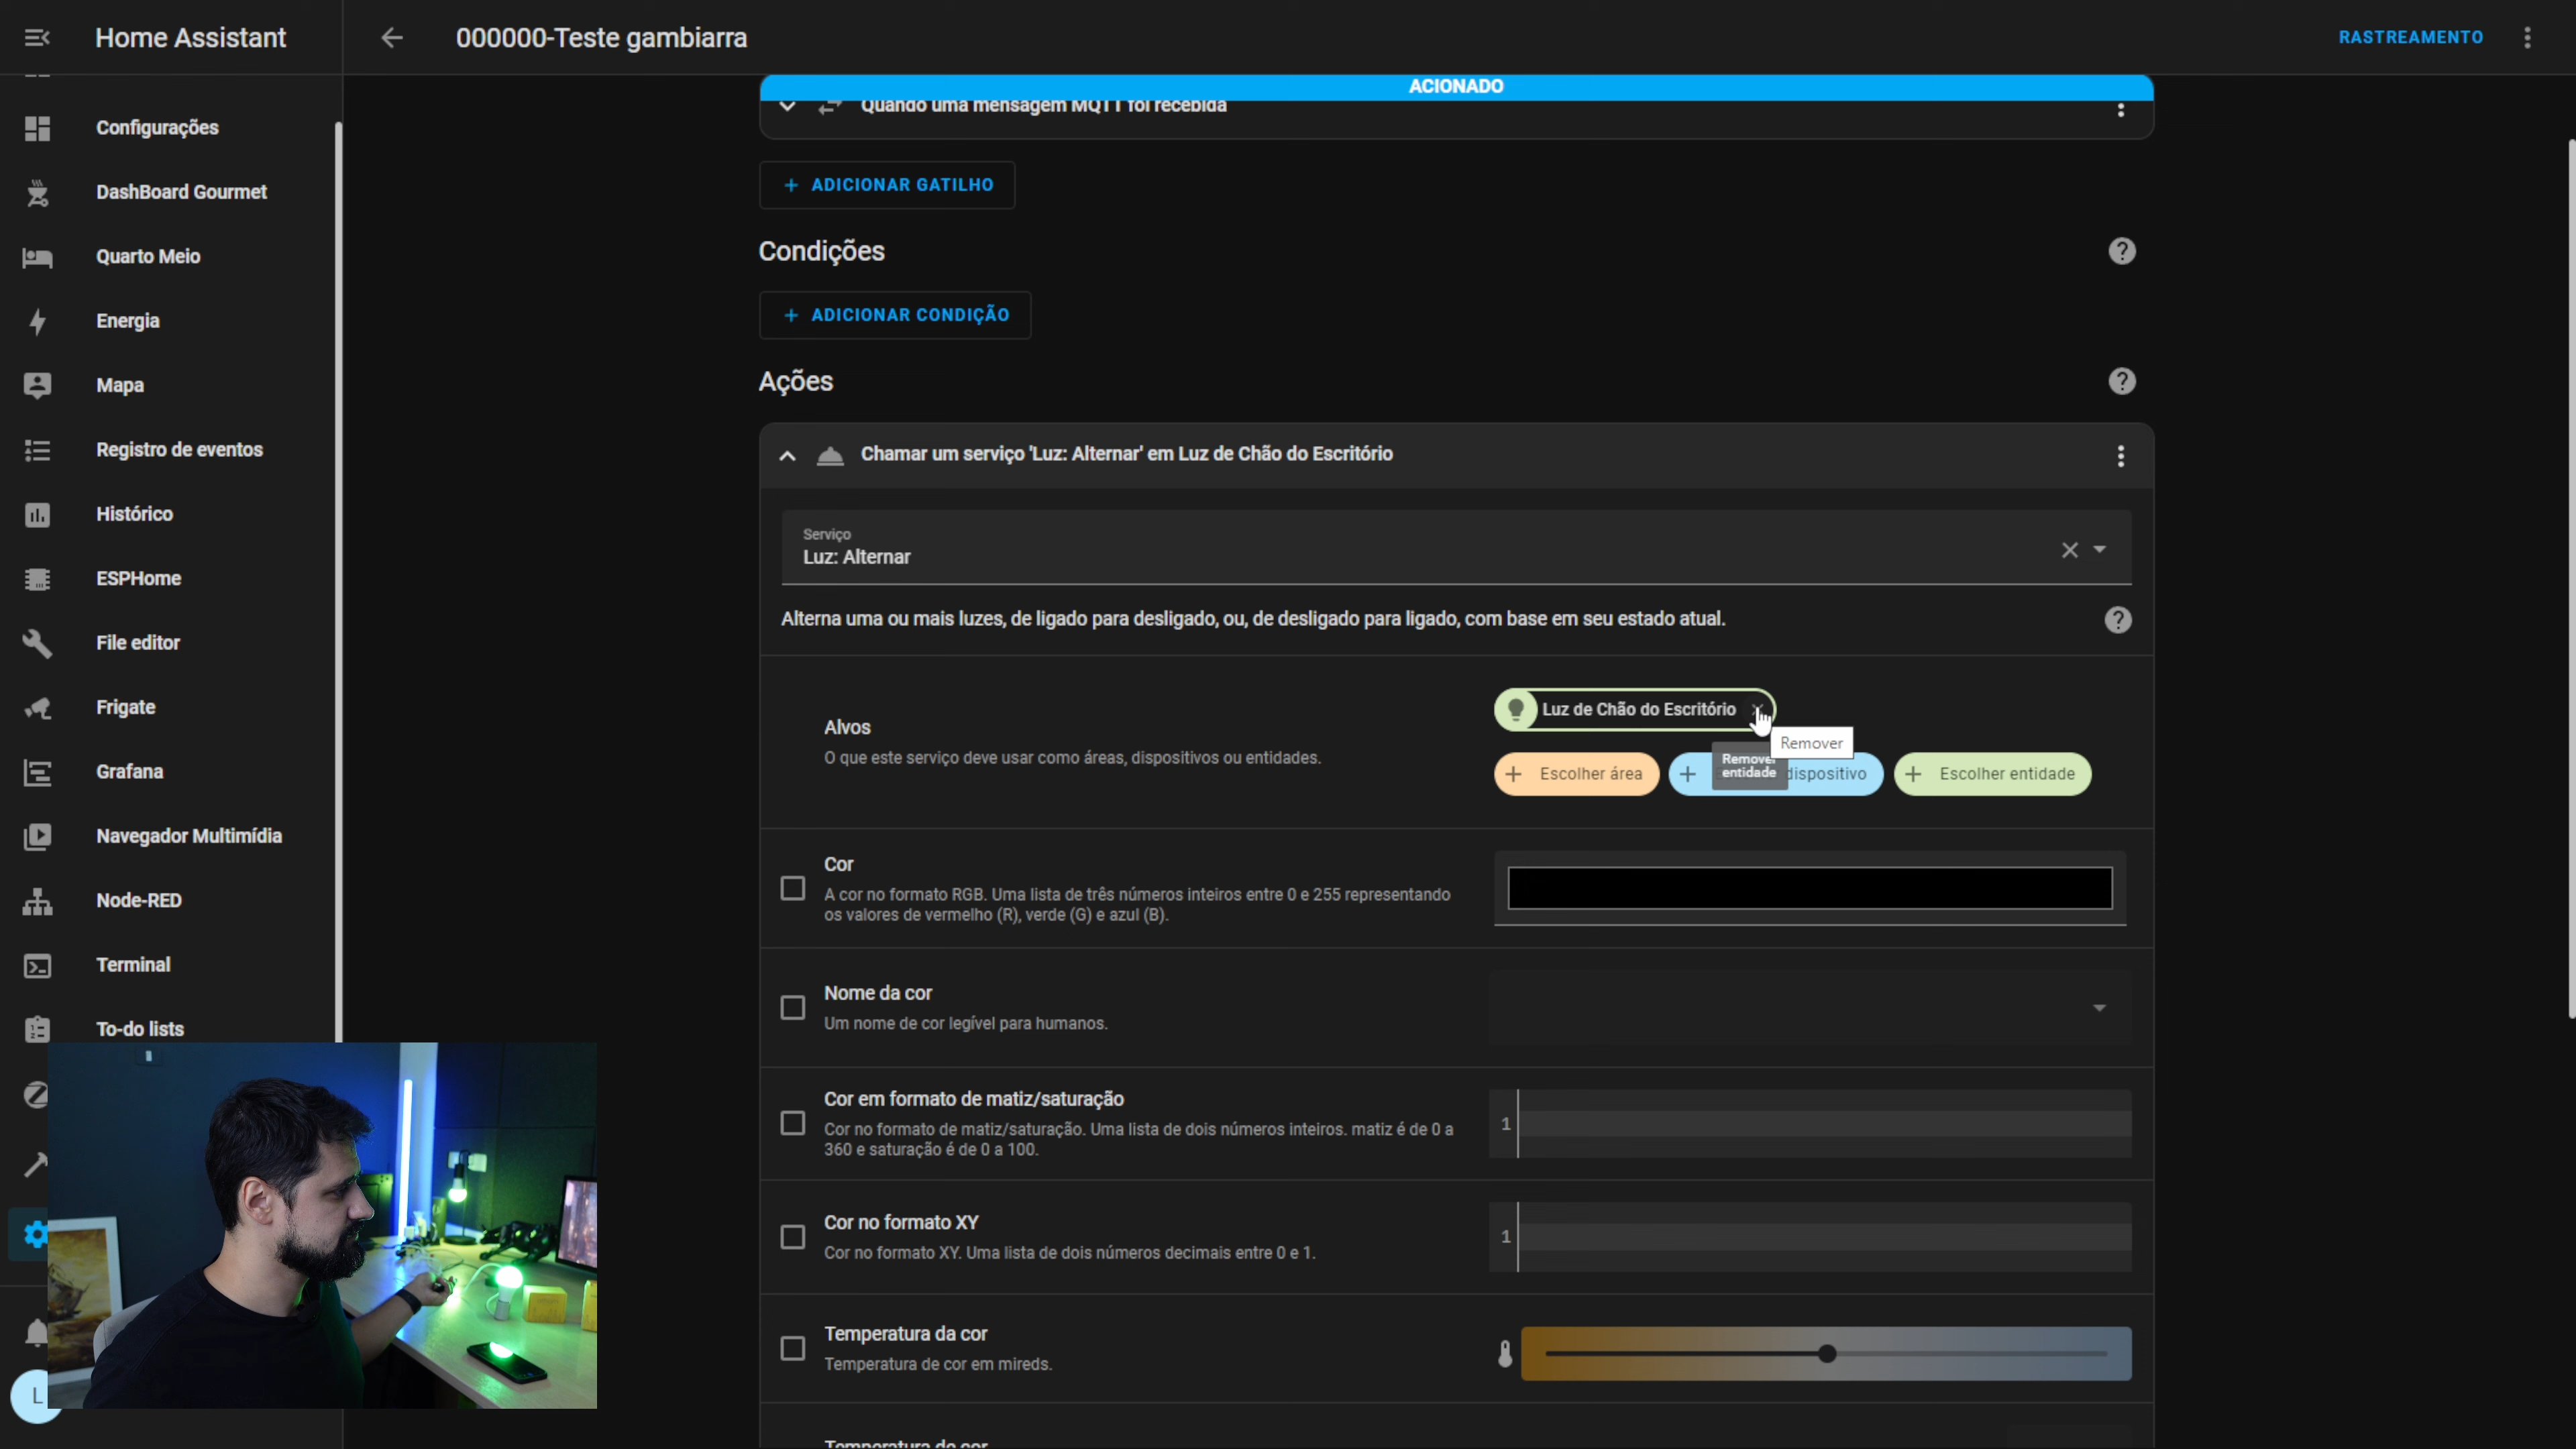 Home Assistant
000000-Teste gambiarra
RASTREAMENTO
Configurações
DashBoard Gourmet
Quarto Meio
Energia
Mapa
Registro de eventos
Histórico
ESPHome
File editor
Frigate
Grafana
Navegador Multimídia
Node-RED
Terminal
To-do lists
L
ACIONADO
Quando uma mensagem MQTT foi recebida
+ ADICIONAR GATILHO
Condições
+ ADICIONAR CONDIÇÃO
Ações
Chamar um serviço 'Luz: Alternar' em Luz de Chão do Escritório
Serviço
Luz: Alternar
Alterna uma ou mais luzes, de ligado para desligado, ou, de desligado para ligado, com base em seu estado atual.
Alvos
O que este serviço deve usar como áreas, dispositivos ou entidades.
Luz de Chão do Escritório
Remover
Remover
entidade
+ Escolher área
+ dispositivo
+ Escolher entidade
Cor
A cor no formato RGB. Uma lista de três números inteiros entre 0 e 255 representando
os valores de vermelho (R), verde (G) e azul (B).
Nome da cor
Um nome de cor legível para humanos.
Cor em formato de matiz/saturação
Cor no formato de matiz/saturação. Uma lista de dois números inteiros. matiz é de 0 a
360 e saturação é de 0 a 100.
1
Cor no formato XY
Cor no formato XY. Uma lista de dois números decimais entre 0 e 1.
1
Temperatura da cor
Temperatura de cor em mireds.